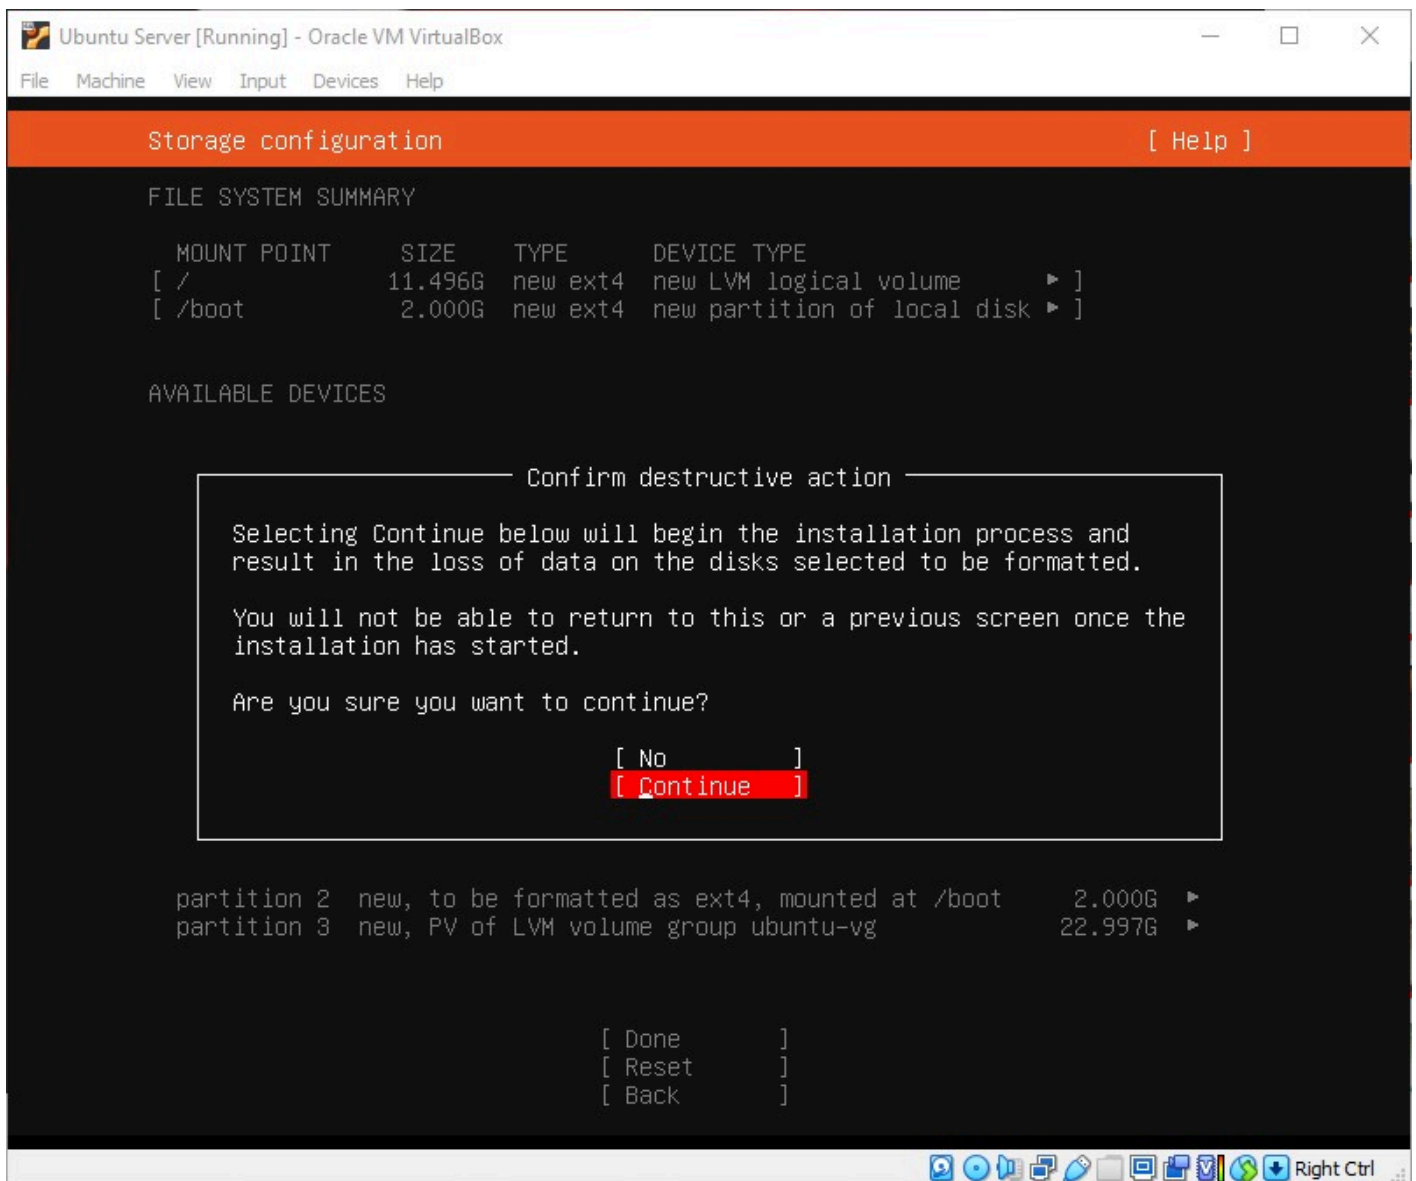 Ubuntu Server [Running] - Oracle VM VirtualBox
File Machine View Input Devices Help
Storage configuration [ Help ]
FILE SYSTEM SUMMARY
MOUNT POINT SIZE TYPE DEVICE TYPE
[ / 11.496G new ext4 new LVM logical volume ▸ ]
[ /boot 2.000G new ext4 new partition of local disk ▸ ]
AVAILABLE DEVICES
Confirm destructive action
Selecting Continue below will begin the installation process and
result in the loss of data on the disks selected to be formatted.
You will not be able to return to this or a previous screen once the
installation has started.
Are you sure you want to continue?
[ No ]
[ Continue ]
partition 2 new, to be formatted as ext4, mounted at /boot 2.000G ▸
partition 3 new, PV of LVM volume group ubuntu-vg 22.997G ▸
[ Done ]
[ Reset ]
[ Back ]
Right Ctrl